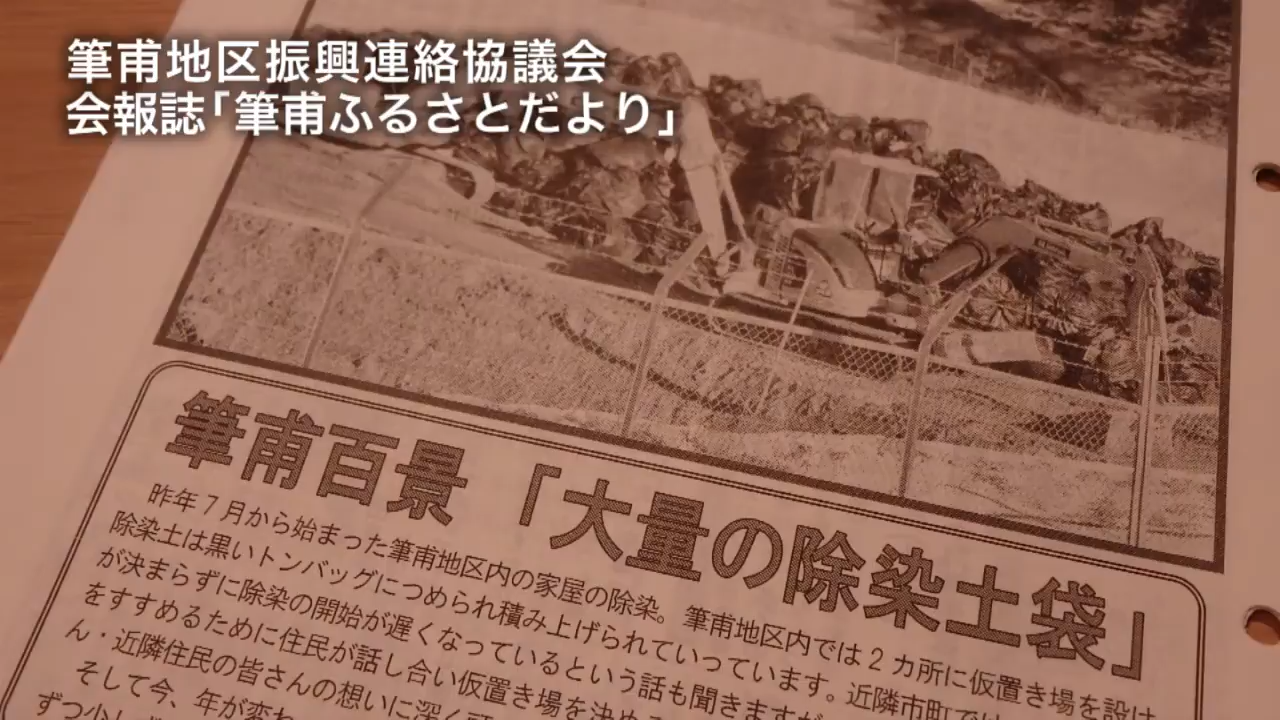 筆甫地区振興連絡協議会
会報誌「筆甫ふるさとだより」
筆甫百景「大量の除染土袋」
昨年7月から始まった筆甫地区内の家屋の除染。筆甫地区内では2カ所に仮置き場を設け
除染土は黒いトンバッグにつめられ積み上げられていっています。近隣市町では
が決まらずに除染の開始が遅くなっているという話も聞きますが
をすすめるために住民が話し合い仮置き場を決め
ん・近隣住民の皆さんの想いに深く
そして今、年が変わ
ずつ少し